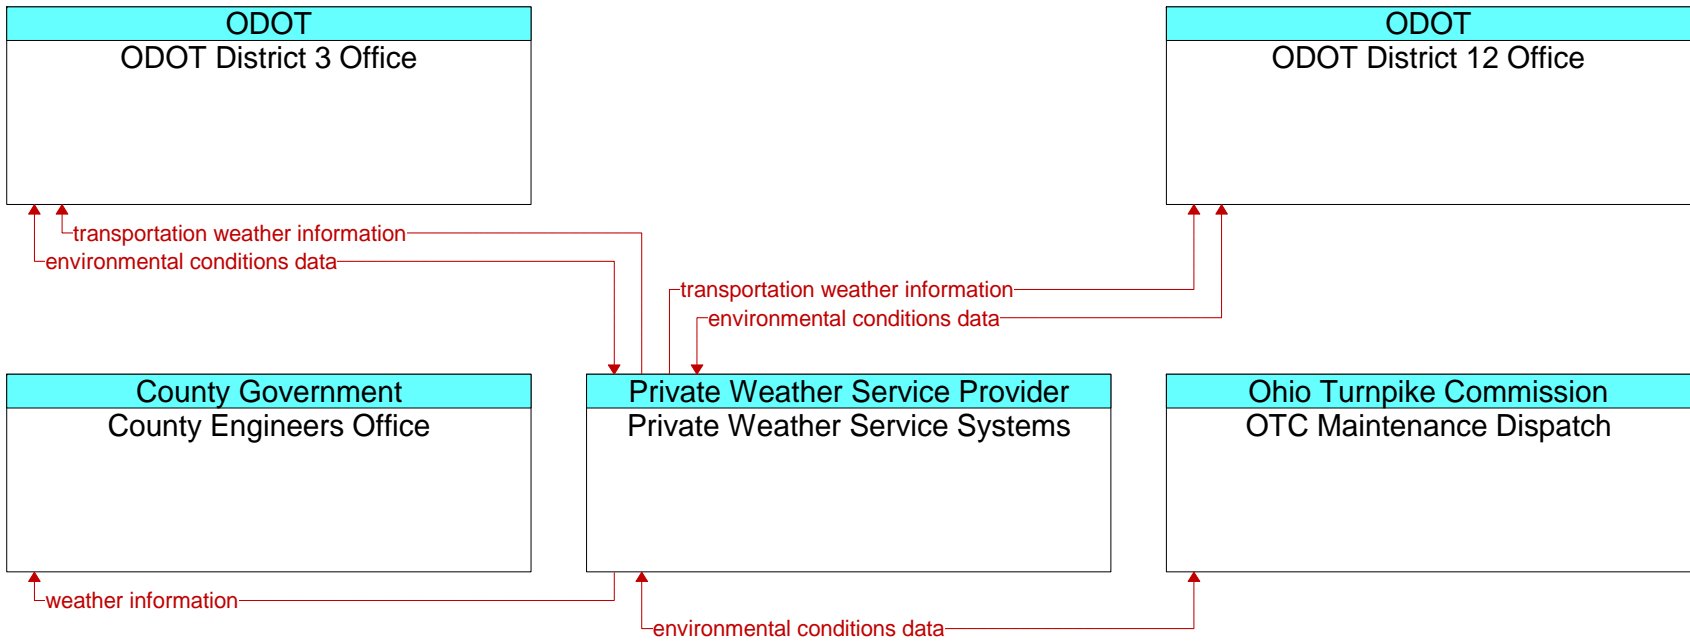 ODOT
ODOT District 3 Office
ODOT
ODOT District 12 Office
transportation weather information
environmental conditions data
transportation weather information
environmental conditions data
County Government
County Engineers Office
Private Weather Service Provider
Private Weather Service Systems
Ohio Turnpike Commission
OTC Maintenance Dispatch
weather information
environmental conditions data